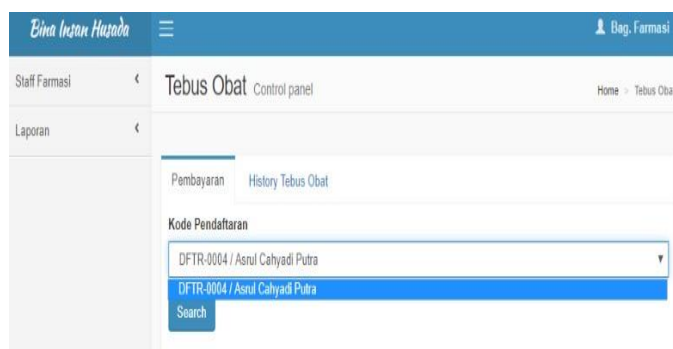 Bina Insan Husada
Bag. Farmasi
Staff Farmasi
Laporan
Tebus Obat Control panel
Home > Tebus Oba
Pembayaran
History Tebus Obat
Kode Pendaftaran
DFTR-0004 / Asrul Cahyadi Putra
DFTR-0004 / Asrul Cahyadi Putra
Search